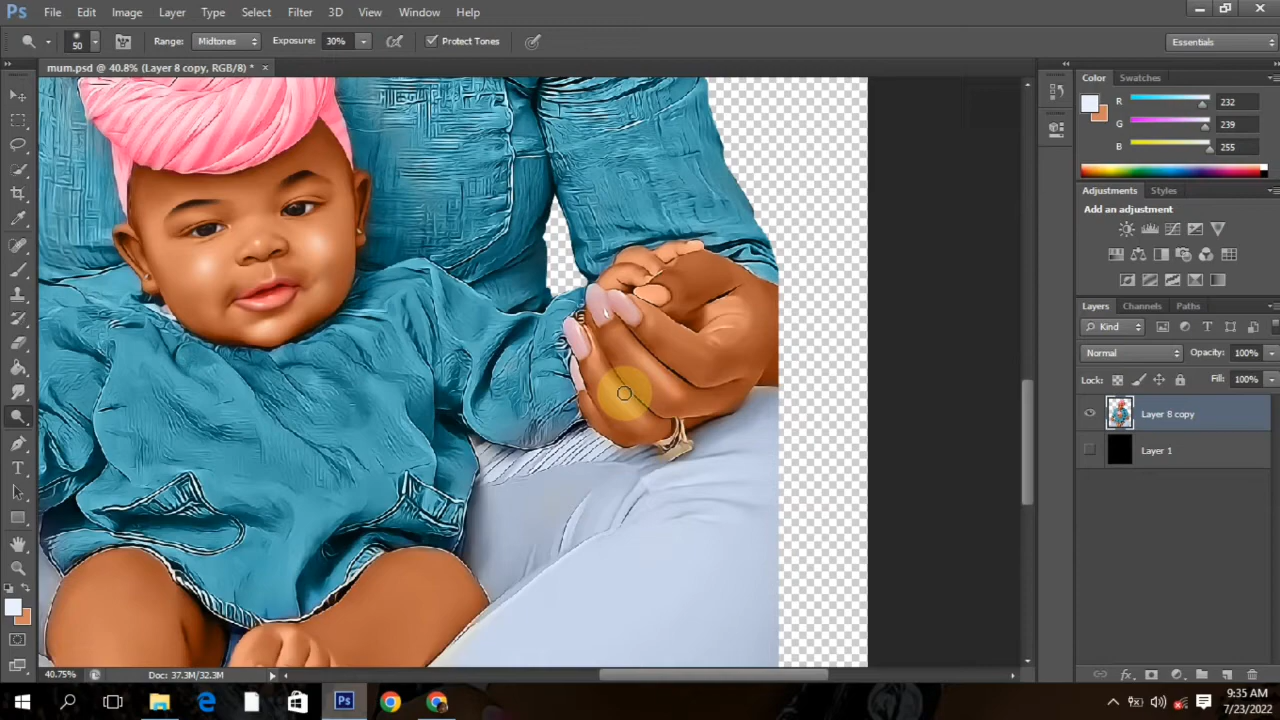 Ps File Edit Image Layer Type Select Filter 3D View Window Help
50 Range: Midtones Exposure: 30% Protect Tones Essentials
mum.psd @ 40.8% (Layer 8 copy, RGB/8) * ×
Color Swatches
R 232
G 239
B 255
Adjustments Styles
Add an adjustment
Layers Channels Paths
Kind
Normal Opacity: 100%
Lock: Fill: 100%
Layer 8 copy
Layer 1
40.75% Doc: 37.3M/32.3M
Ps
9:35 AM
7/23/2022